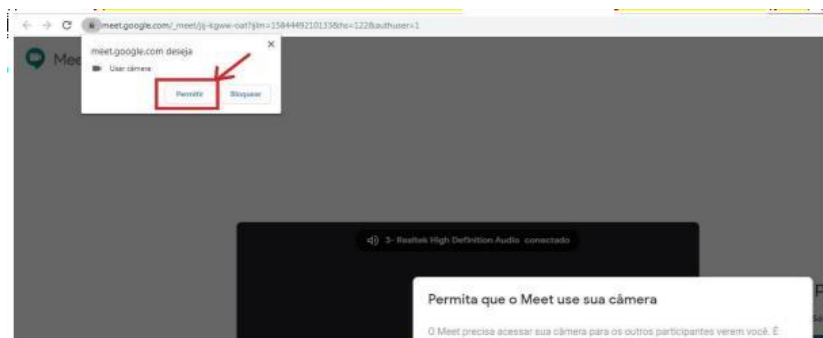 meet.google.com/_meet/jij-kgww-oat?ijlm=1584449210133&hs=122&authuser=1
meet.google.com deseja
Usar câmera
Permitir Bloquear
Mee
3- Realtek High Definition Audio conectado
Permita que o Meet use sua câmera
O Meet precisa acessar sua câmera para os outros participantes verem você. É